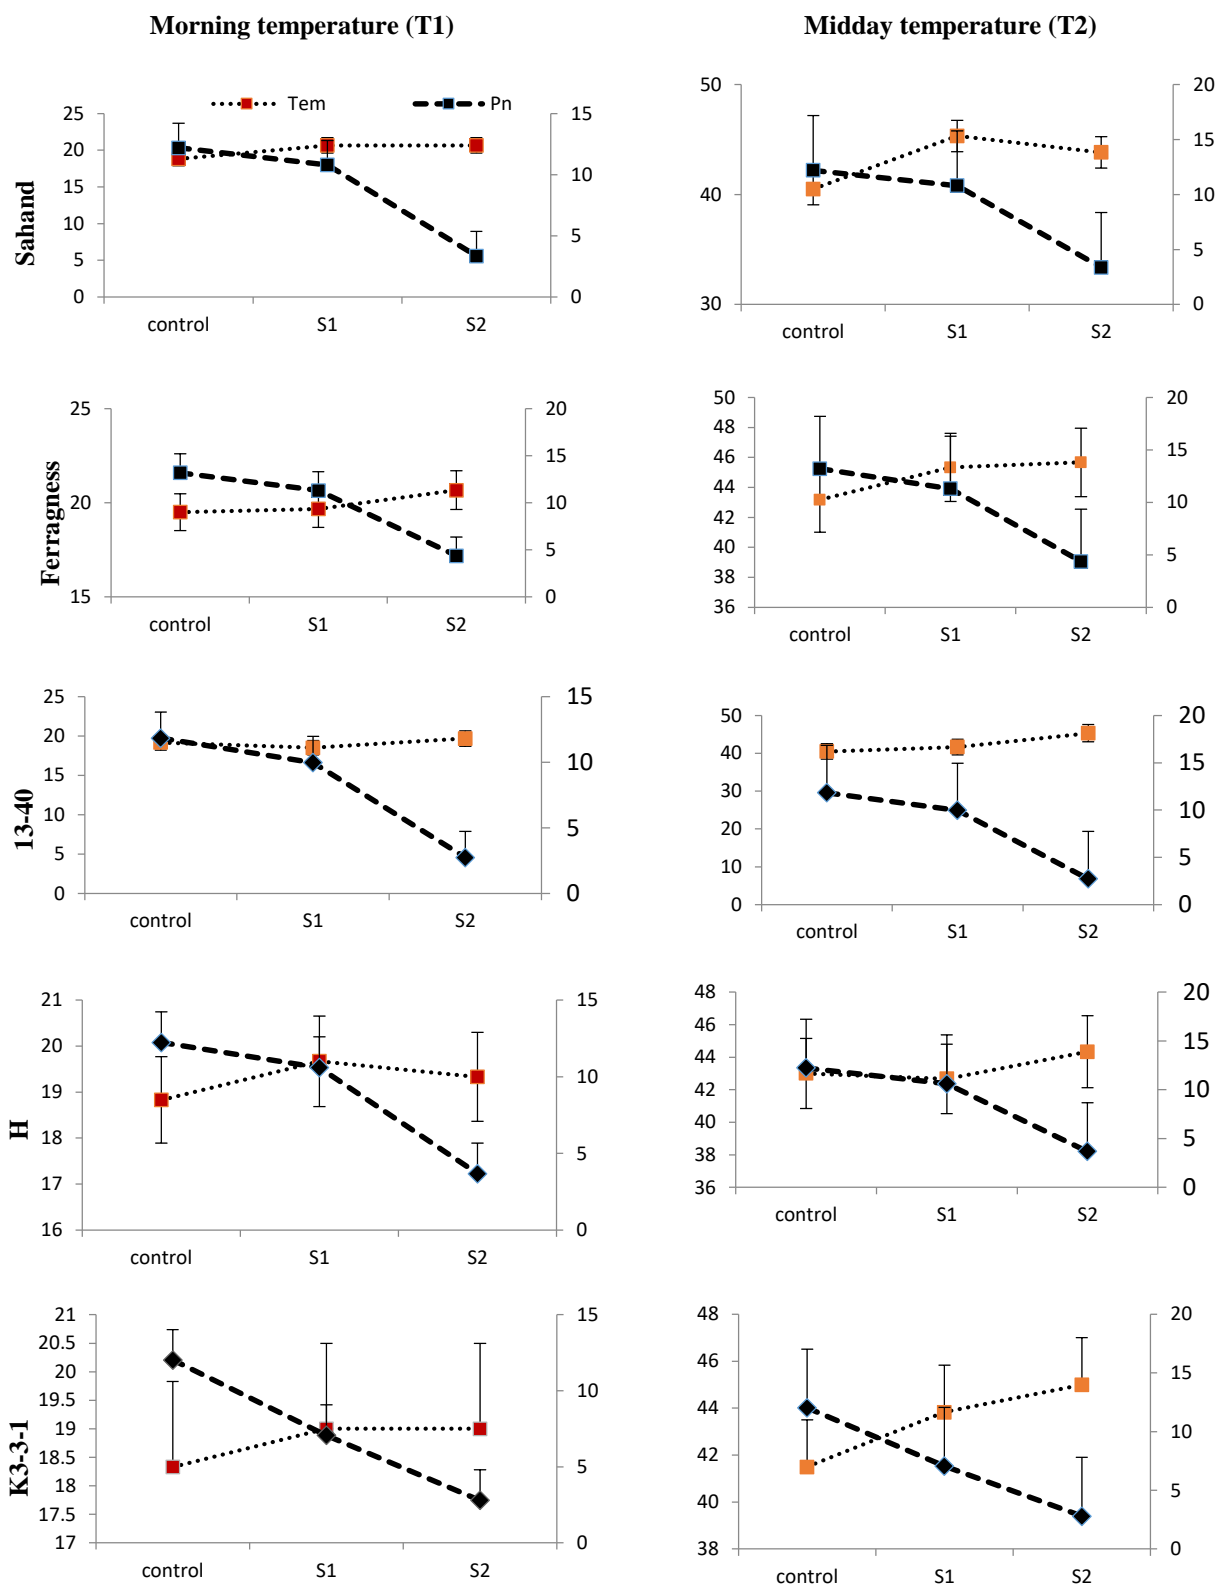 Morning temperature (T1)
Midday temperature (T2)
Sahand
Tem
Pn
25
20
15
10
5
0
15
10
5
0
control
S1
S2
50
40
30
20
15
10
5
0
control
S1
S2
Ferragness
25
20
15
20
15
10
5
0
control
S1
S2
50
48
46
44
42
40
38
36
20
15
10
5
0
control
S1
S2
13-40
25
20
15
10
5
0
15
10
5
0
control
S1
S2
50
40
30
20
10
0
20
15
10
5
0
control
S1
S2
H
21
20
19
18
17
16
15
10
5
0
control
S1
S2
48
46
44
42
40
38
36
20
15
10
5
0
control
S1
S2
K3-3-1
21
20.5
20
19.5
19
18.5
18
17.5
17
15
10
5
0
control
S1
S2
48
46
44
42
40
38
20
15
10
5
0
control
S1
S2